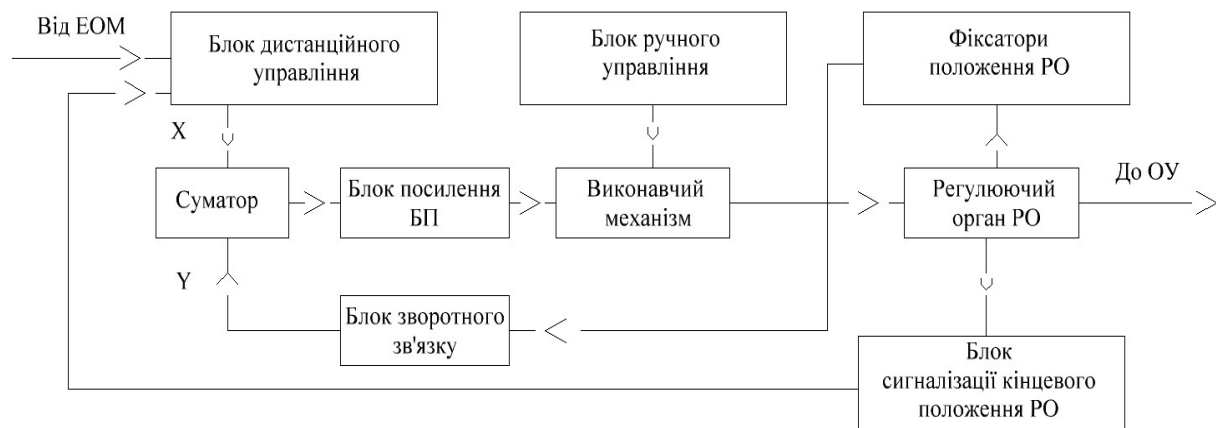 Від ЕОМ
Блок дистанційного
управління
Блок ручного
управління
Фіксатори
положення РО
X
Суматор
Блок посилення
БП
Виконавчий
механізм
Регулюючий
орган РО
До ОУ
Y
Блок зворотного
зв'язку
Блок
сигналізації кінцевого
положення РО